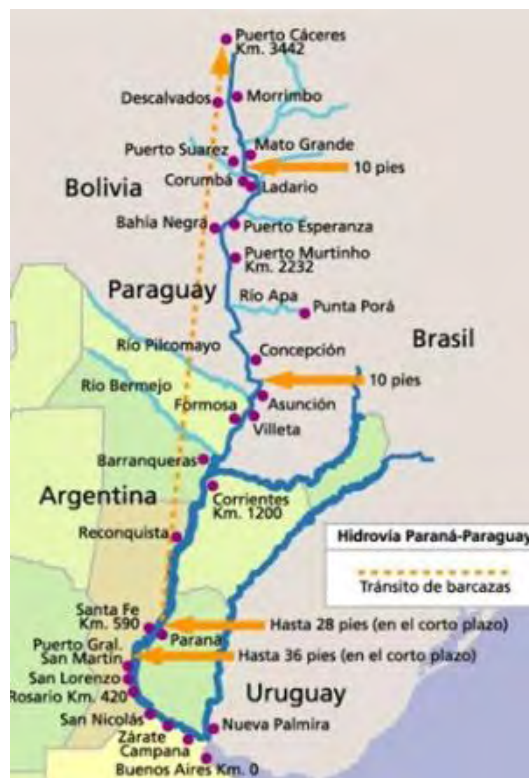 Puerto Cáceres
Km. 3442
Descalvados
Morrimbo
Mato Grande
Puerto Suarez
10 pies
Corumbá
Ladario
Bolivia
Bahía Negra
Puerto Esperanza
Puerto Murtinho
Km. 2232
Paraguay
Río Apa
Punta Porá
Brasil
Río Pilcomayo
Concepción
Río Bermejo
10 pies
Asunción
Formosa
Villeta
Barranqueras
Argentina
Corrientes
Km. 1200
Reconquista
Hidrovía Paraná-Paraguay
Tránsito de barcazas
Santa Fe
Km. 590
Hasta 28 pies (en el corto plazo)
Paraná
Puerto Gral.
San Martín
Hasta 36 pies (en el corto plazo)
San Lorenzo
Rosario Km. 420
Uruguay
San Nicolás
Nueva Palmira
Zárate
Campana
Buenos Aires Km. 0